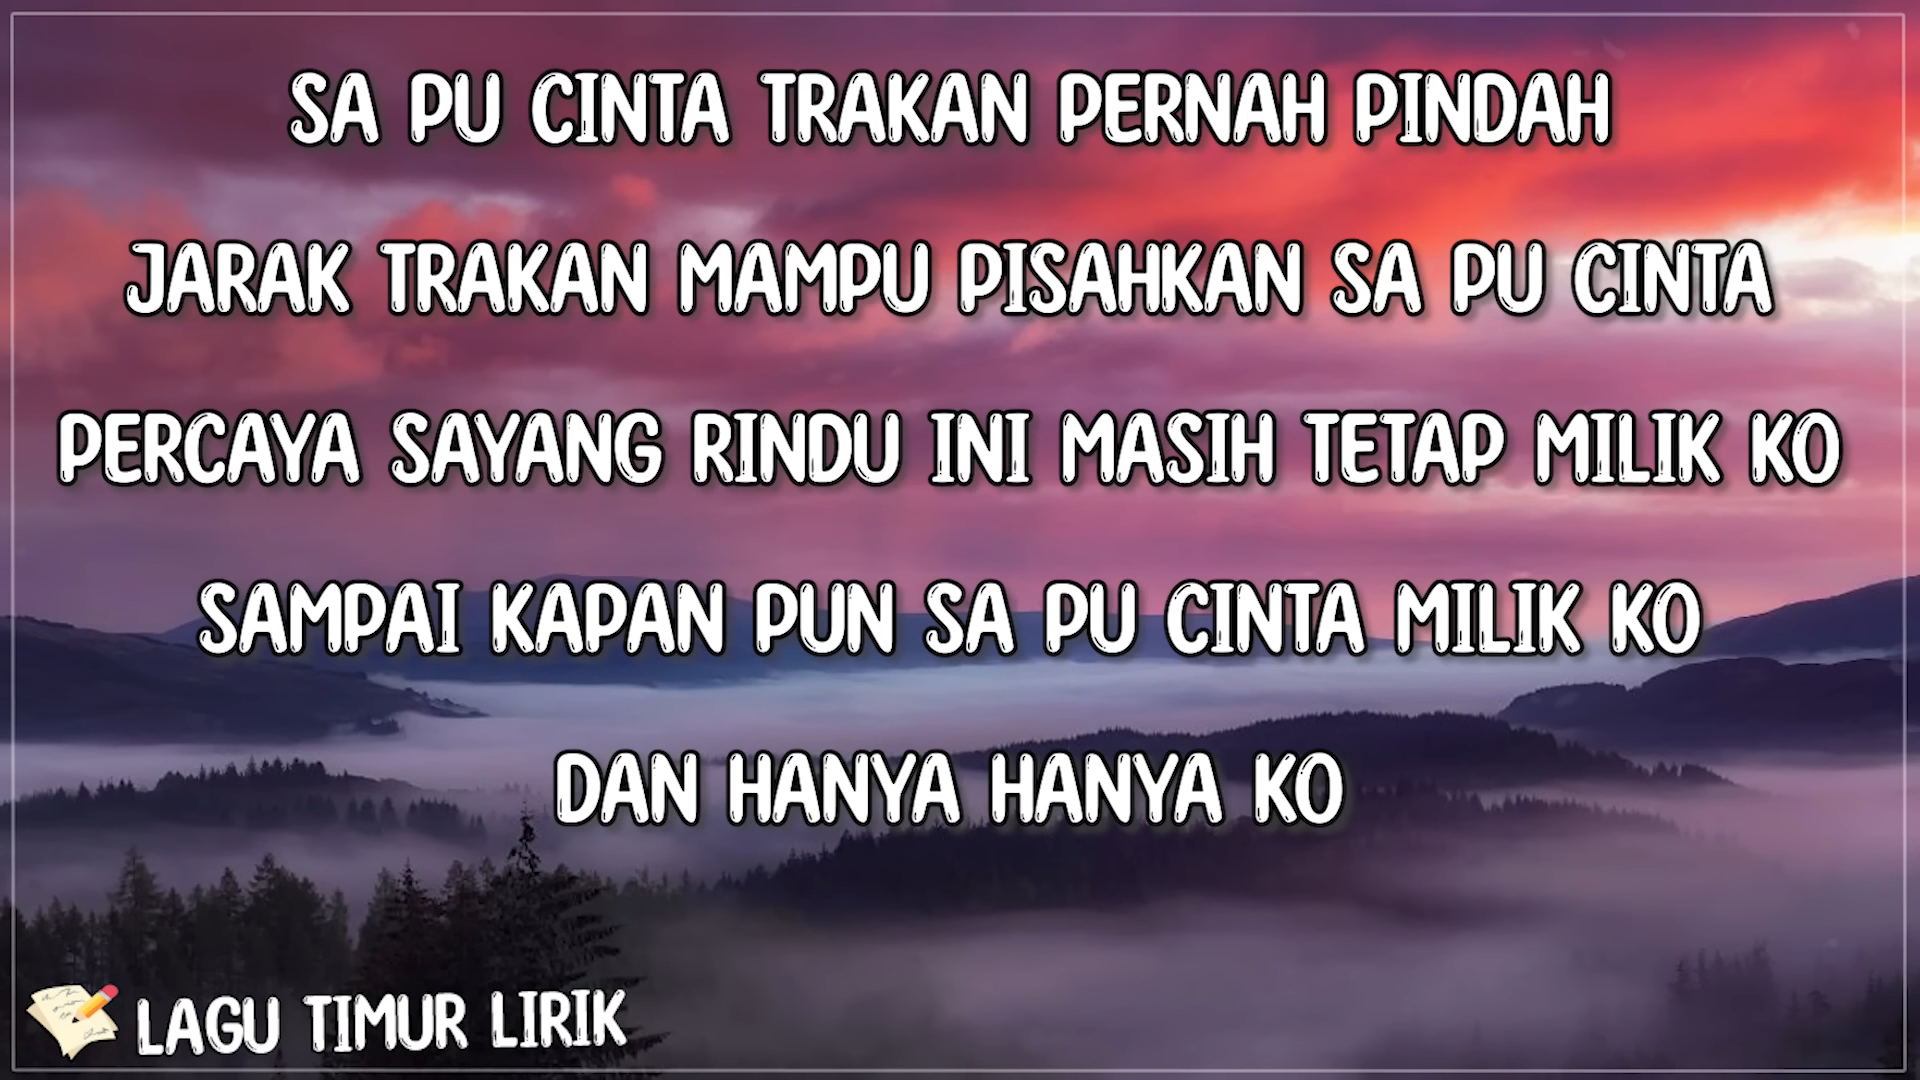 SA PU CINTA TRAKAN PERNAH PINDAH
JARAK TRAKAN MAMPU PISAHKAN SA PU CINTA
PERCAYA SAYANG RINDU INI MASIH TETAP MILIK KO
SAMPAI KAPAN PUN SA PU CINTA MILIK KO
DAN HANYA HANYA KO
LAGU TIMUR LIRIK